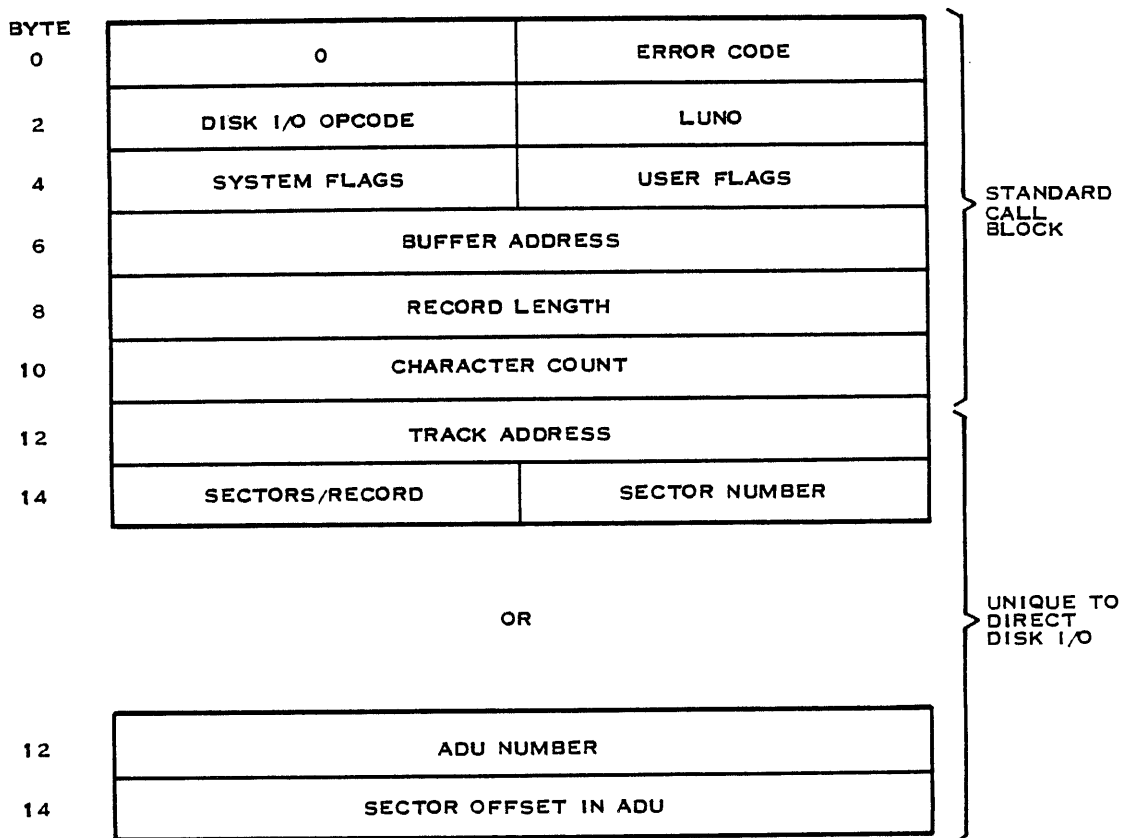 BYTE
0 0 ERROR CODE
2 DISK I/O OPCODE LUNO
4 SYSTEM FLAGS USER FLAGS
6 BUFFER ADDRESS
8 RECORD LENGTH
10 CHARACTER COUNT
12 TRACK ADDRESS
14 SECTORS/RECORD SECTOR NUMBER
STANDARD
CALL
BLOCK
OR
UNIQUE TO
DIRECT
DISK I/O
12 ADU NUMBER
14 SECTOR OFFSET IN ADU